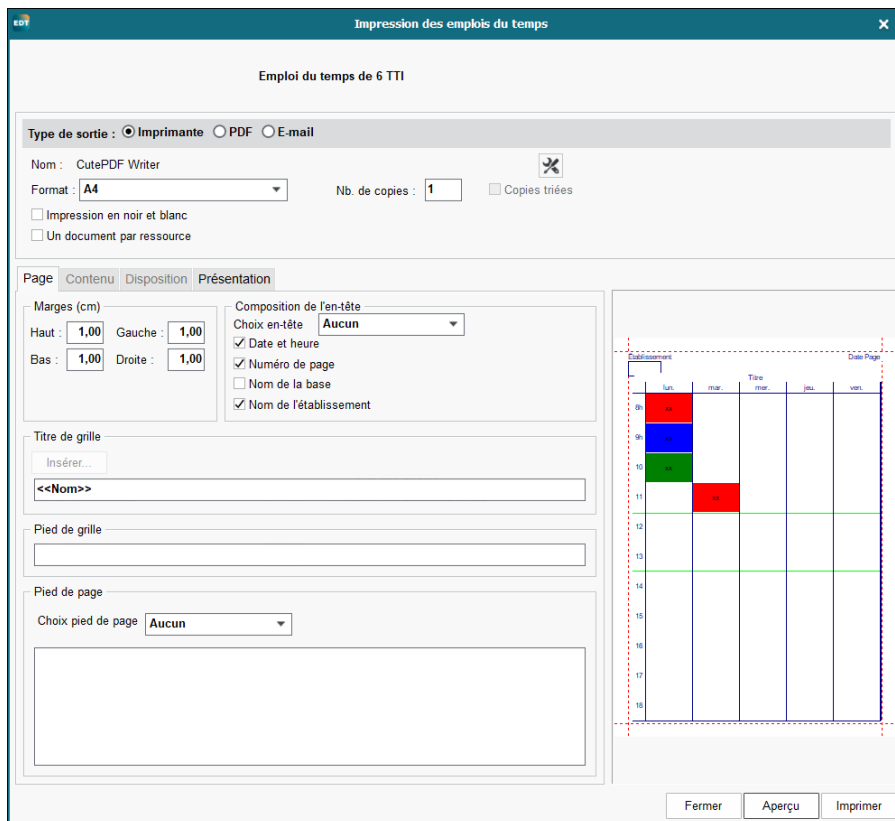 EDT
Impression des emplois du temps
Emploi du temps de 6 TTI
Type de sortie : Imprimante PDF E-mail
Nom : CutePDF Writer
Format : A4 Nb. de copies : 1 Copies triées
Impression en noir et blanc
Un document par ressource
Page Contenu Disposition Présentation
Marges (cm)
Haut : 1,00 Gauche : 1,00
Bas : 1,00 Droite : 1,00
Composition de l'en-tête
Choix en-tête Aucun
Date et heure
Numéro de page
Nom de la base
Nom de l'établissement
Titre de grille
Insérer...
<<Nom>>
Pied de grille
Pied de page
Choix pied de page Aucun
Etablissement Date Page
Titre
lun. mar. mer. jeu. ven.
8h xx
9h xx
10 xx
11 xx
12
13
14
15
16
17
18
Fermer Aperçu Imprimer